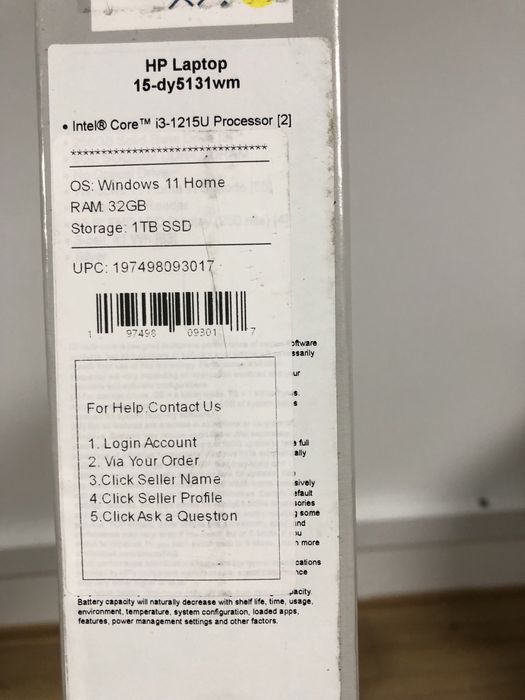 HP Laptop
15-dy5131wm
• Intel® Core™ i3-1215U Processor [2]
********************************
OS: Windows 11 Home
RAM: 32GB
Storage: 1TB SSD
UPC: 197498093017
1 97498 09301 7
For Help Contact Us
1. Login Account
2. Via Your Order
3.Click Seller Name
4.Click Seller Profile
5.Click Ask a Question
full
some
more
Battery capacity will naturally decrease with shelf life, time, usage,
environment, temperature, system configuration, loaded apps,
features, power management settings and other factors.